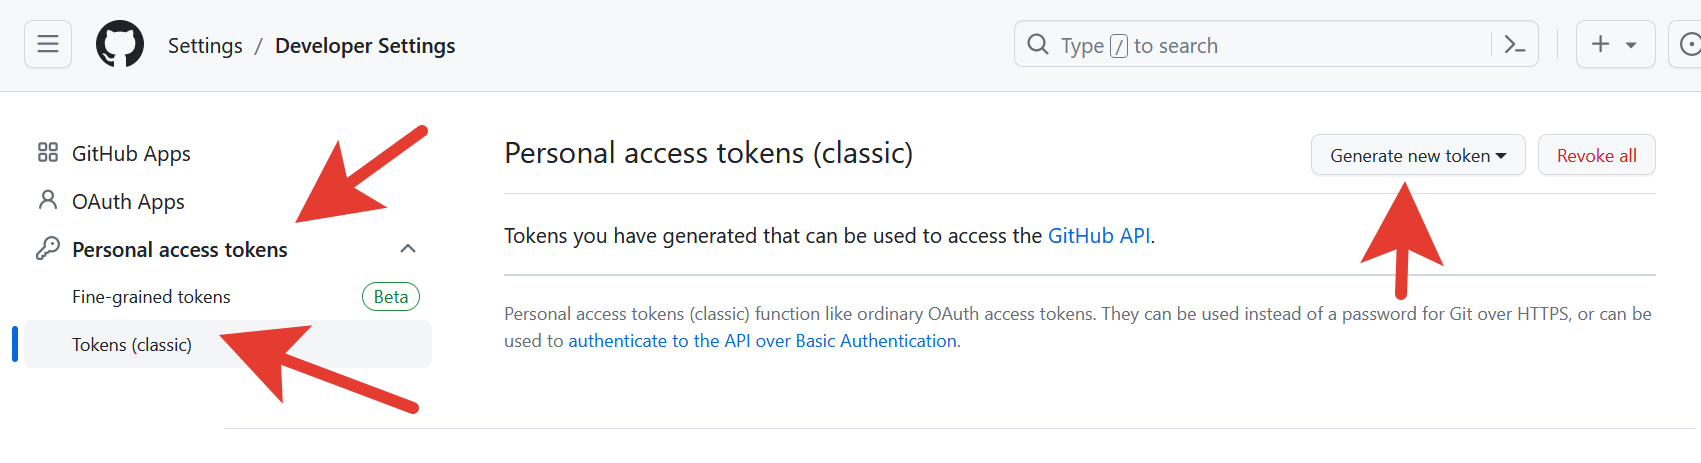 Settings / Developer Settings
Type / to search
GitHub Apps
OAuth Apps
Personal access tokens
Fine-grained tokens Beta
Tokens (classic)
Personal access tokens (classic)
Generate new token
Revoke all
Tokens you have generated that can be used to access the GitHub API.
Personal access tokens (classic) function like ordinary OAuth access tokens. They can be used instead of a password for Git over HTTPS, or can be
used to authenticate to the API over Basic Authentication.